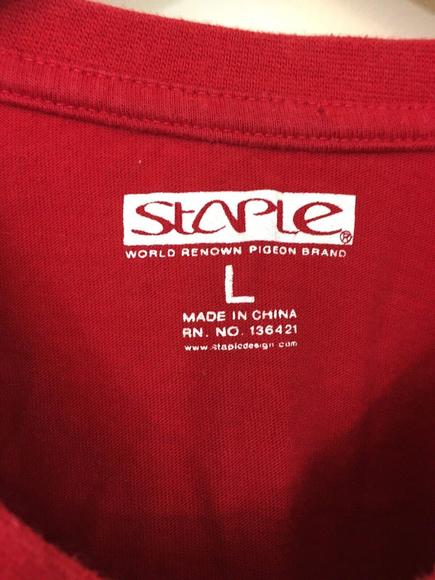 Staple®
WORLD RENOWN PIGEON BRAND
L
MADE IN CHINA
RN. NO. 136421
www.stapledesign.com